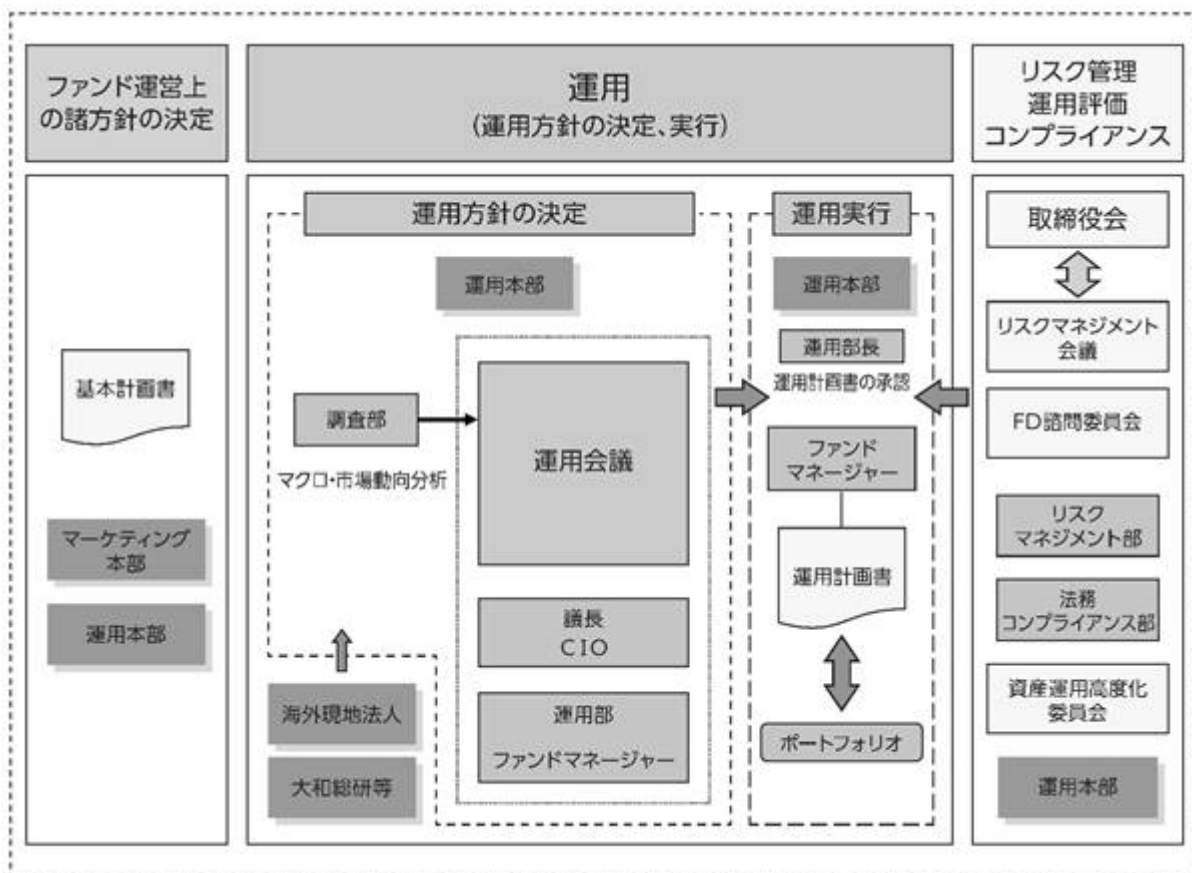 ファンド運営上
の諸方針の決定
運用
(運用方針の決定、実行)
リスク管理
運用評価
コンプライアンス
基本計画書
マーケティング
本部
運用本部
運用方針の決定
運用本部
調査部
マクロ・市場動向分析
運用会議
議長
CIO
運用部
ファンドマネージャー
海外現地法人
大和総研等
運用実行
運用本部
運用部長
運用計画書の承認
ファンド
マネージャー
運用計画書
ポートフォリオ
取締役会
リスクマネジメント
会議
FD諮問委員会
リスク
マネジメント部
法務
コンプライアンス部
資産運用高度化
委員会
運用本部